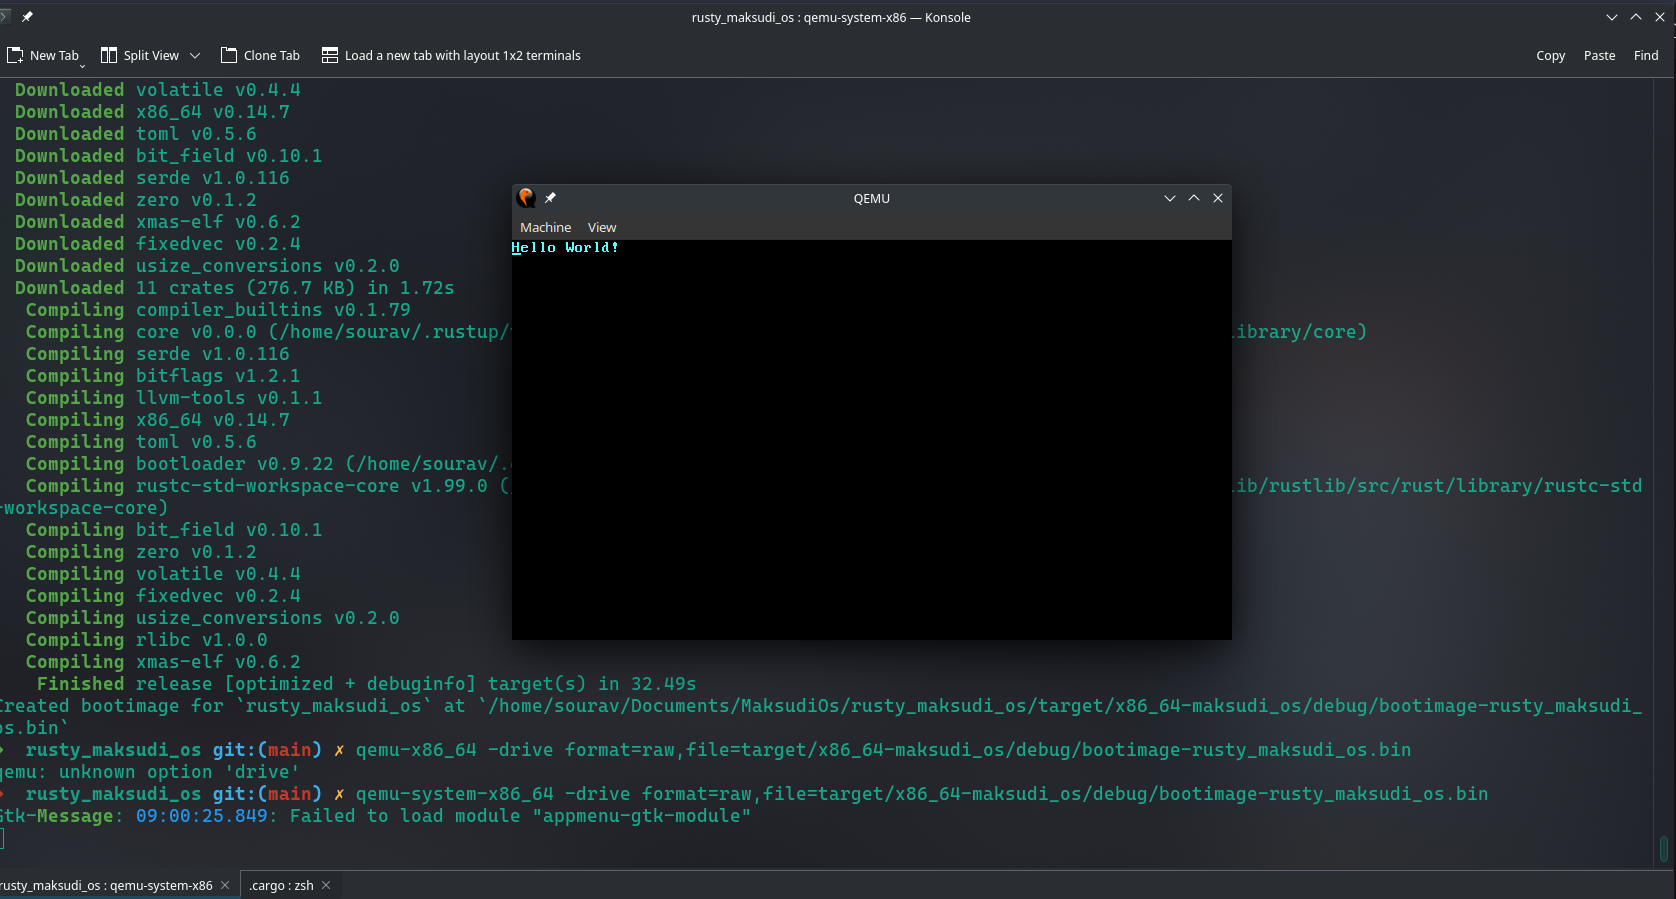 rusty_maksudi_os : qemu-system-x86 — Konsole
New Tab Split View Clone Tab Load a new tab with layout 1x2 terminals Copy Paste Find
Downloaded volatile v0.4.4
Downloaded x86_64 v0.14.7
Downloaded toml v0.5.6
Downloaded bit_field v0.10.1
Downloaded serde v1.0.116
Downloaded zero v0.1.2
Downloaded xmas-elf v0.6.2
Downloaded fixedvec v0.2.4
Downloaded usize_conversions v0.2.0
Downloaded 11 crates (276.7 KB) in 1.72s
Compiling compiler_builtins v0.1.79
Compiling core v0.0.0 (/home/sourav/.rustup/ ibrary/core)
Compiling serde v1.0.116
Compiling bitflags v1.2.1
Compiling llvm-tools v0.1.1
Compiling x86_64 v0.14.7
Compiling toml v0.5.6
Compiling bootloader v0.9.22 (/home/sourav/.
Compiling rustc-std-workspace-core v1.99.0 ( ib/rustlib/src/rust/library/rustc-std
-workspace-core)
Compiling bit_field v0.10.1
Compiling zero v0.1.2
Compiling volatile v0.4.4
Compiling fixedvec v0.2.4
Compiling usize_conversions v0.2.0
Compiling rlibc v1.0.0
Compiling xmas-elf v0.6.2
Finished release [optimized + debuginfo] target(s) in 32.49s
Created bootimage for `rusty_maksudi_os` at `/home/sourav/Documents/MaksudiOs/rusty_maksudi_os/target/x86_64-maksudi_os/debug/bootimage-rusty_maksudi_
os.bin`
rusty_maksudi_os git:(main) ✗ qemu-x86_64 -drive format=raw,file=target/x86_64-maksudi_os/debug/bootimage-rusty_maksudi_os.bin
qemu: unknown option 'drive'
rusty_maksudi_os git:(main) ✗ qemu-system-x86_64 -drive format=raw,file=target/x86_64-maksudi_os/debug/bootimage-rusty_maksudi_os.bin
Gtk-Message: 09:00:25.849: Failed to load module "appmenu-gtk-module"
QEMU
Machine View
Hello World!
rusty_maksudi_os : qemu-system-x86 .cargo : zsh